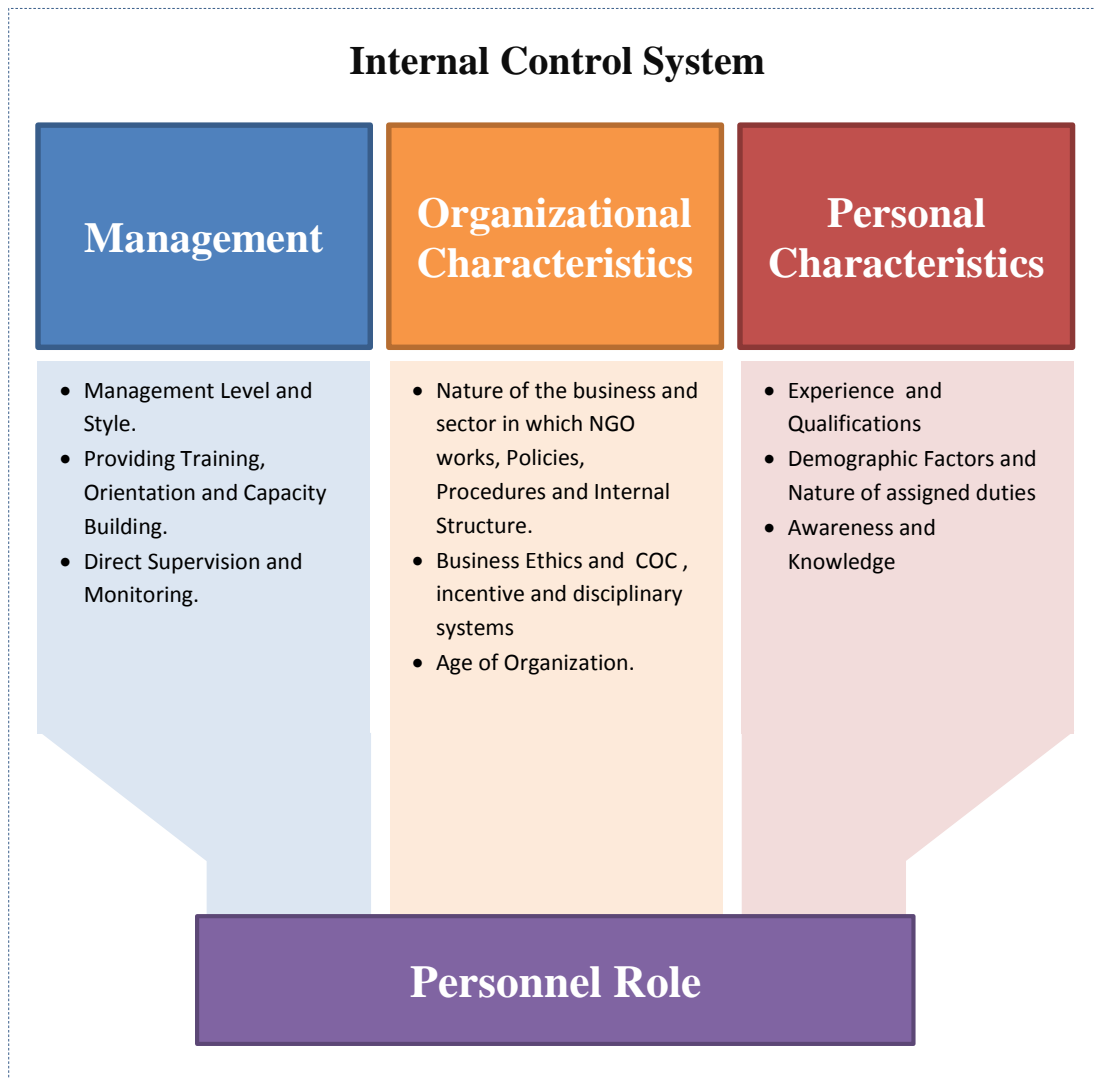 Internal Control System
Management
Organizational
Characteristics
Personal
Characteristics
• Management Level and
Style.
• Providing Training,
Orientation and Capacity
Building.
• Direct Supervision and
Monitoring.
• Nature of the business and
sector in which NGO
works, Policies,
Procedures and Internal
Structure.
• Business Ethics and  COC ,
incentive and disciplinary
systems
• Age of Organization.
• Experience  and
Qualifications
• Demographic Factors and
Nature of assigned duties
• Awareness and
Knowledge
Personnel Role